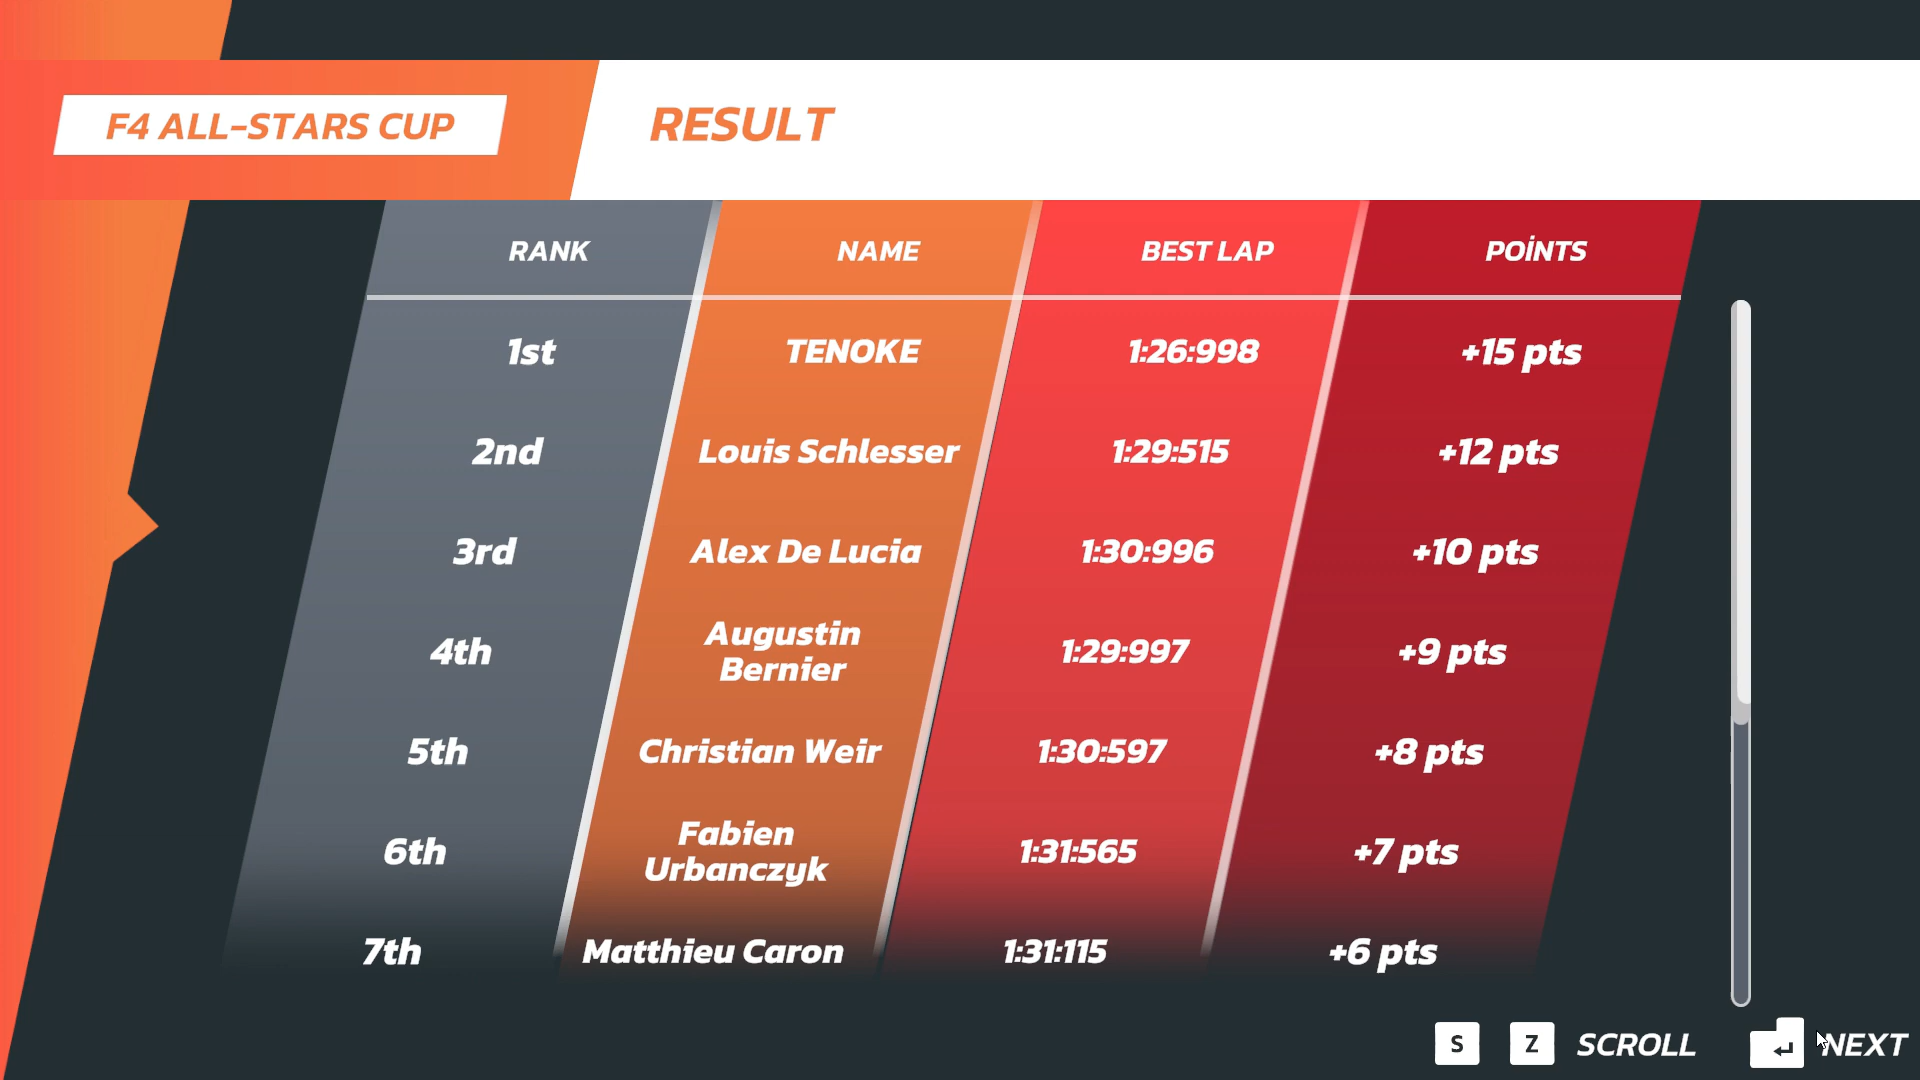 F4 ALL-STARS CUP
RESULT
RANK NAME BEST LAP POİNTS
1st TENOKE 1:26:998 +15 pts
2nd Louis Schlesser 1:29:515 +12 pts
3rd Alex De Lucia 1:30:996 +10 pts
4th Augustin Bernier 1:29:997 +9 pts
5th Christian Weir 1:30:597 +8 pts
6th Fabien Urbanczyk 1:31:565 +7 pts
7th Matthieu Caron 1:31:115 +6 pts
S Z SCROLL NEXT